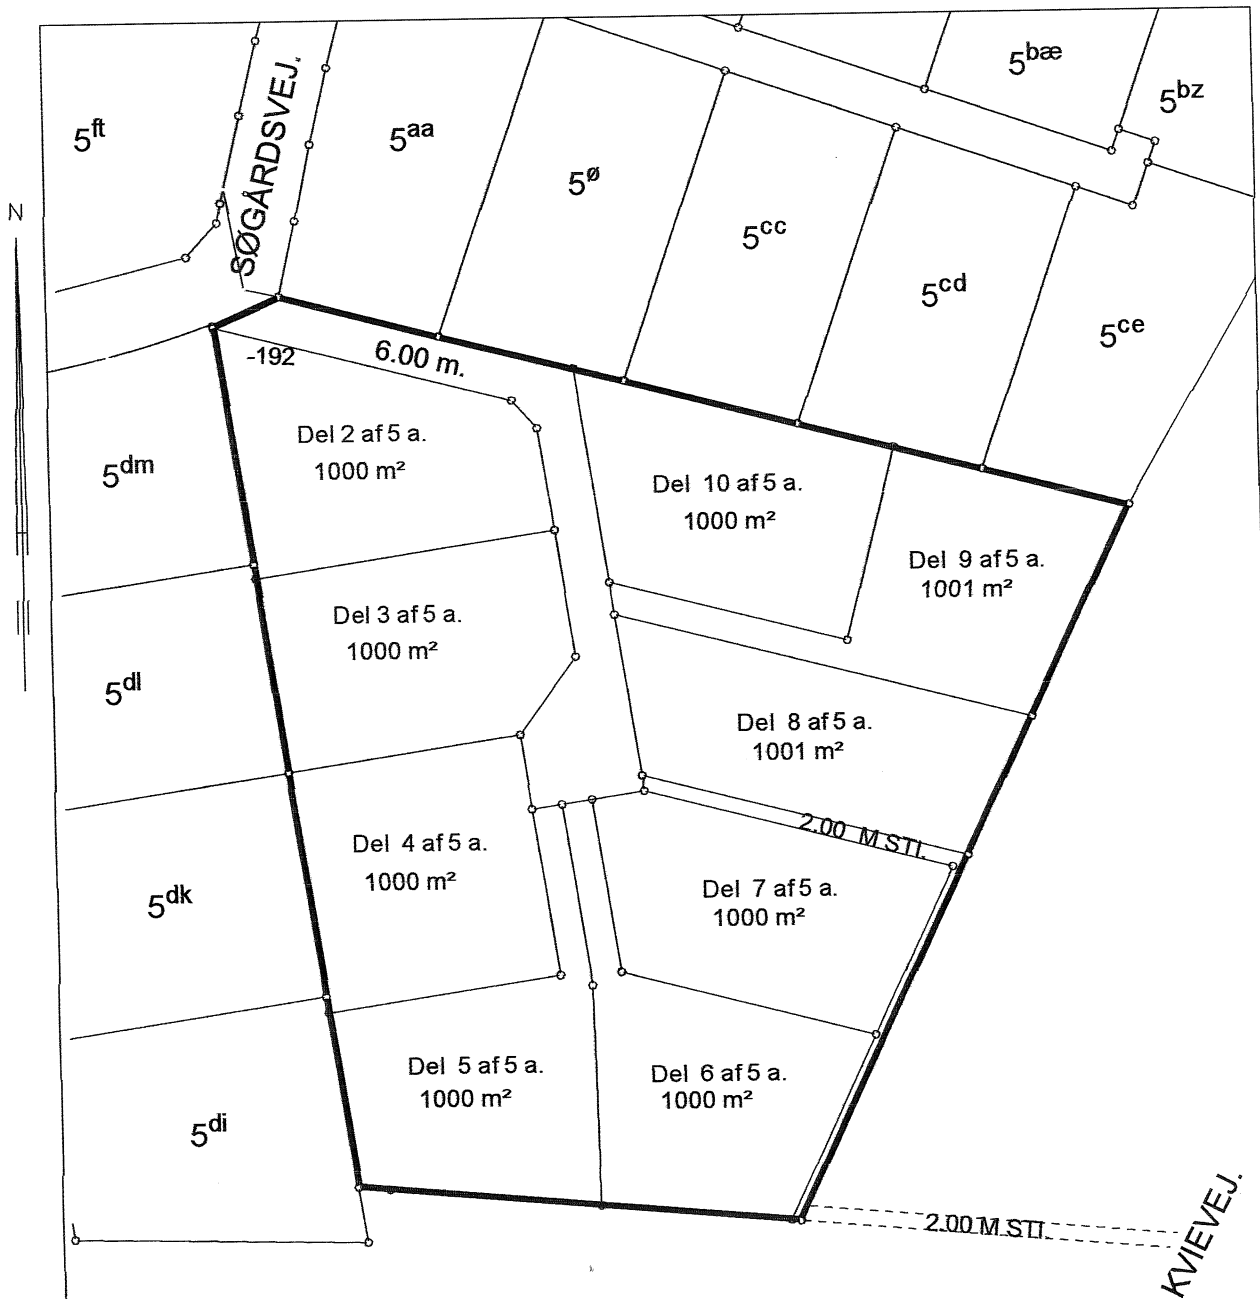 5bæ
5bz
5ft
SØGÅRDSVEJ.
5aa
5ø
5cc
5cd
5ce
N
-192
6.00 m.
Del 2 af 5 a.
1000 m²
5dm
Del 10 af 5 a.
1000 m²
Del 9 af 5 a.
1001 m²
Del 3 af 5 a.
1000 m²
5dl
Del 8 af 5 a.
1001 m²
2.00 M STI.
Del 4 af 5 a.
1000 m²
Del 7 af 5 a.
1000 m²
5dk
Del 5 af 5 a.
1000 m²
Del 6 af 5 a.
1000 m²
5di
2.00 M STI.
KVIEVEJ.